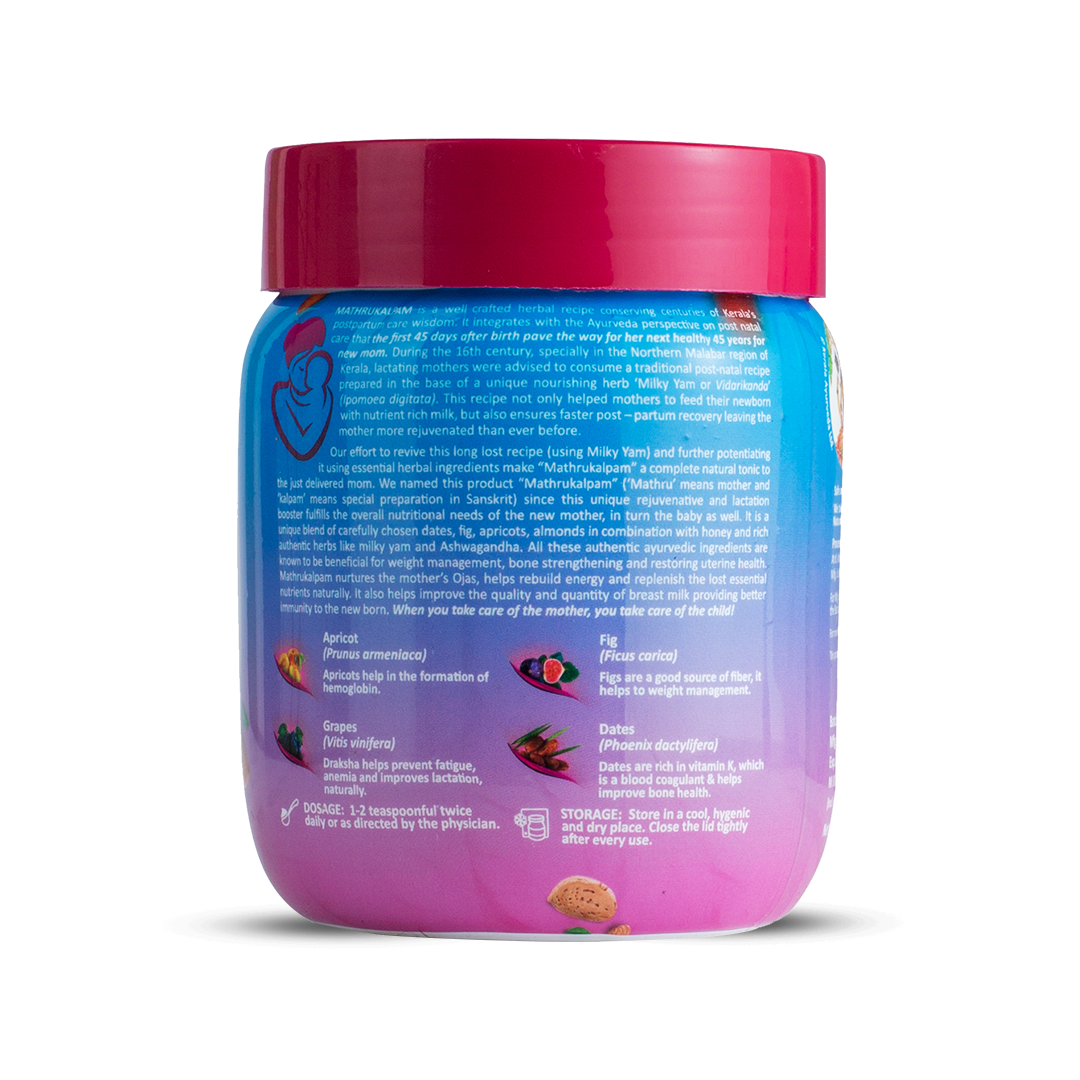 MATHRUKALPAM is a well crafted herbal recipe conserving centuries of Kerala's
postpartum care wisdom. It integrates with the Ayurveda perspective on post natal
care that the first 45 days after birth pave the way for her next healthy 45 years for
new mom. During the 16th century, specially in the Northern Malabar region of
Kerala, lactating mothers were advised to consume a traditional post-natal recipe
prepared in the base of a unique nourishing herb 'Milky Yam or Vidarikanda'
(Ipomoea digitata). This recipe not only helped mothers to feed their newborn
with nutrient rich milk, but also ensures faster post – partum recovery leaving the
mother more rejuvenated than ever before.
Our effort to revive this long lost recipe (using Milky Yam) and further potentiating
it using essential herbal ingredients make "Mathrukalpam" a complete natural tonic to
the just delivered mom. We named this product "Mathrukalpam" ('Mathru' means mother and
'kalpam' means special preparation in Sanskrit) since this unique rejuvenative and lactation
booster fulfills the overall nutritional needs of the new mother, in turn the baby as well. It is a
unique blend of carefully chosen dates, fig, apricots, almonds in combination with honey and rich
authentic herbs like milky yam and Ashwagandha. All these authentic ayurvedic ingredients are
known to be beneficial for weight management, bone strengthening and restoring uterine health.
Mathrukalpam nurtures the mother's Ojas, helps rebuild energy and replenish the lost essential
nutrients naturally. It also helps improve the quality and quantity of breast milk providing better
immunity to the new born. When you take care of the mother, you take care of the child!
Apricot
(Prunus armeniaca)
Apricots help in the formation of
hemoglobin.
Fig
(Ficus carica)
Figs are a good source of fiber, it
helps to weight management.
Grapes
(Vitis vinifera)
Draksha helps prevent fatigue,
anemia and improves lactation,
naturally.
Dates
(Phoenix dactylifera)
Dates are rich in vitamin K, which
is a blood coagulant & helps
improve bone health.
DOSAGE: 1-2 teaspoonful twice
daily or as directed by the physician.
STORAGE: Store in a cool, hygenic
and dry place. Close the lid tightly
after every use.